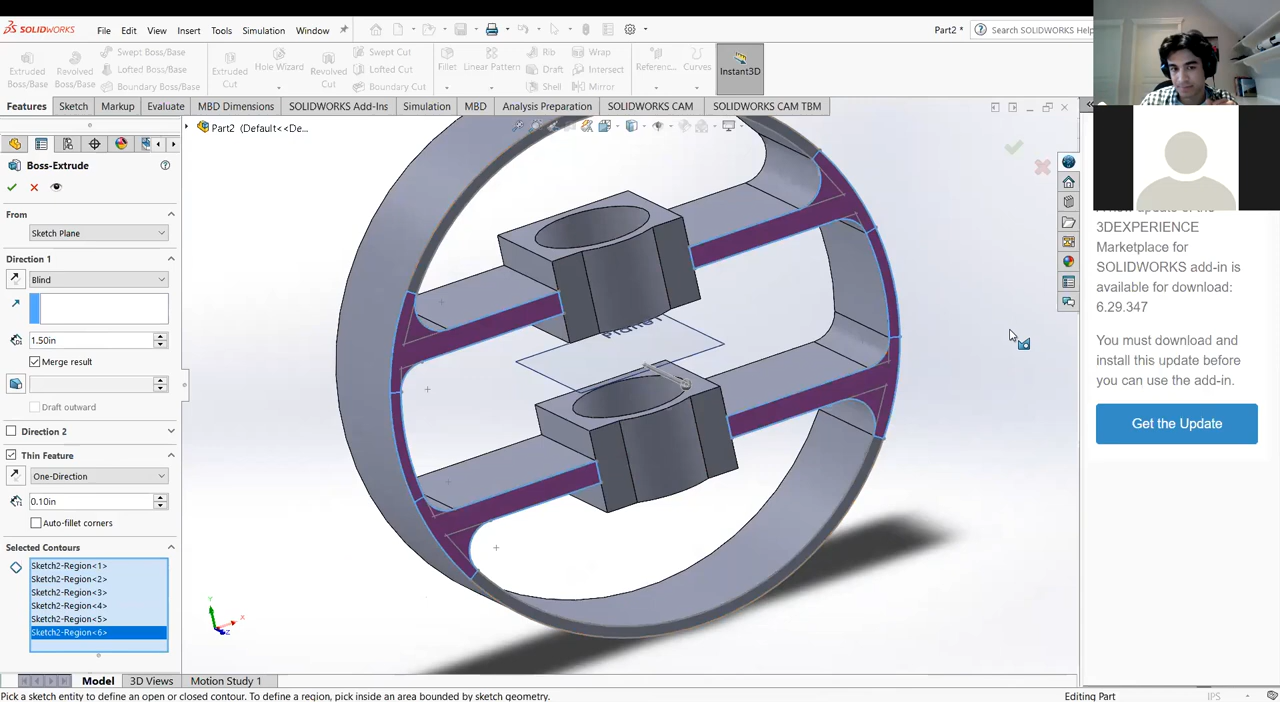 SOLIDWORKS File Edit View Insert Tools Simulation Window Part2 * Search SOLIDWORKS Help
Extruded Boss/Base Revolved Boss/Base Swept Boss/Base Lofted Boss/Base Boundary Boss/Base Extruded Cut Hole Wizard Revolved Cut Swept Cut Lofted Cut Boundary Cut Fillet Linear Pattern Rib Draft Shell Wrap Intersect Mirror Referenc... Curves Instant3D
Features Sketch Markup Evaluate MBD Dimensions SOLIDWORKS Add-Ins Simulation MBD Analysis Preparation SOLIDWORKS CAM SOLIDWORKS CAM TBM
Part2 (Default<<De...
Boss-Extrude
From
Sketch Plane
Direction 1
Blind
1.50in
Merge result
Draft outward
Direction 2
Thin Feature
One-Direction
0.10in
Auto-fillet corners
Selected Contours
Sketch2-Region<1>
Sketch2-Region<2>
Sketch2-Region<3>
Sketch2-Region<4>
Sketch2-Region<5>
Sketch2-Region<6>
Plane1
Y
X
Z
3DEXPERIENCE
Marketplace for
SOLIDWORKS add-in is
available for download:
6.29.347
You must download and
install this update before
you can use the add-in.
Get the Update
Model 3D Views Motion Study 1
Pick a sketch entity to define an open or closed contour. To define a region, pick inside an area bounded by sketch geometry. Editing Part IPS